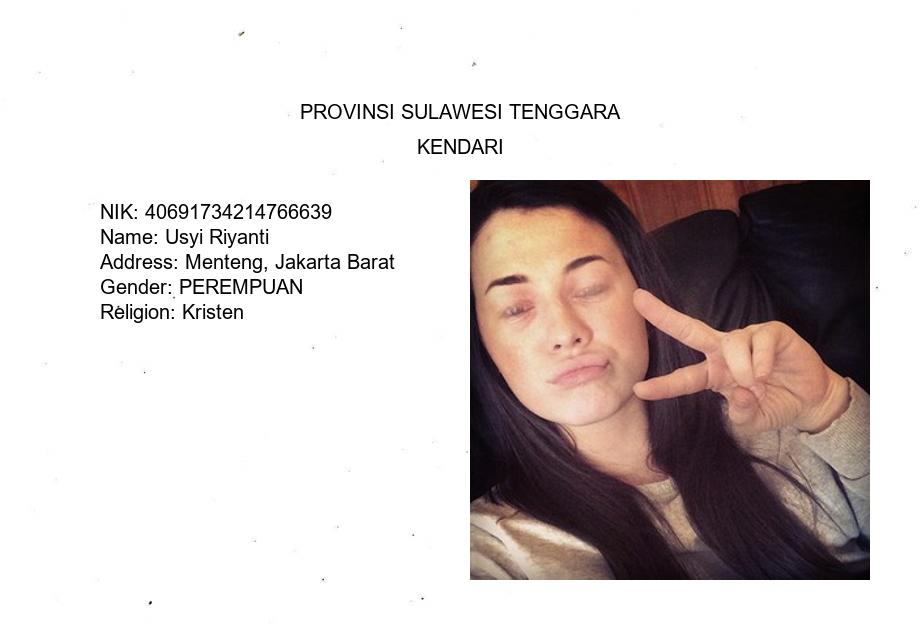 PROVINSI SULAWESI TENGGARA
KENDARI
NIK: 40691734214766639
Name: Usyi Riyanti
Address: Menteng, Jakarta Barat
Gender: PEREMPUAN
Religion: Kristen